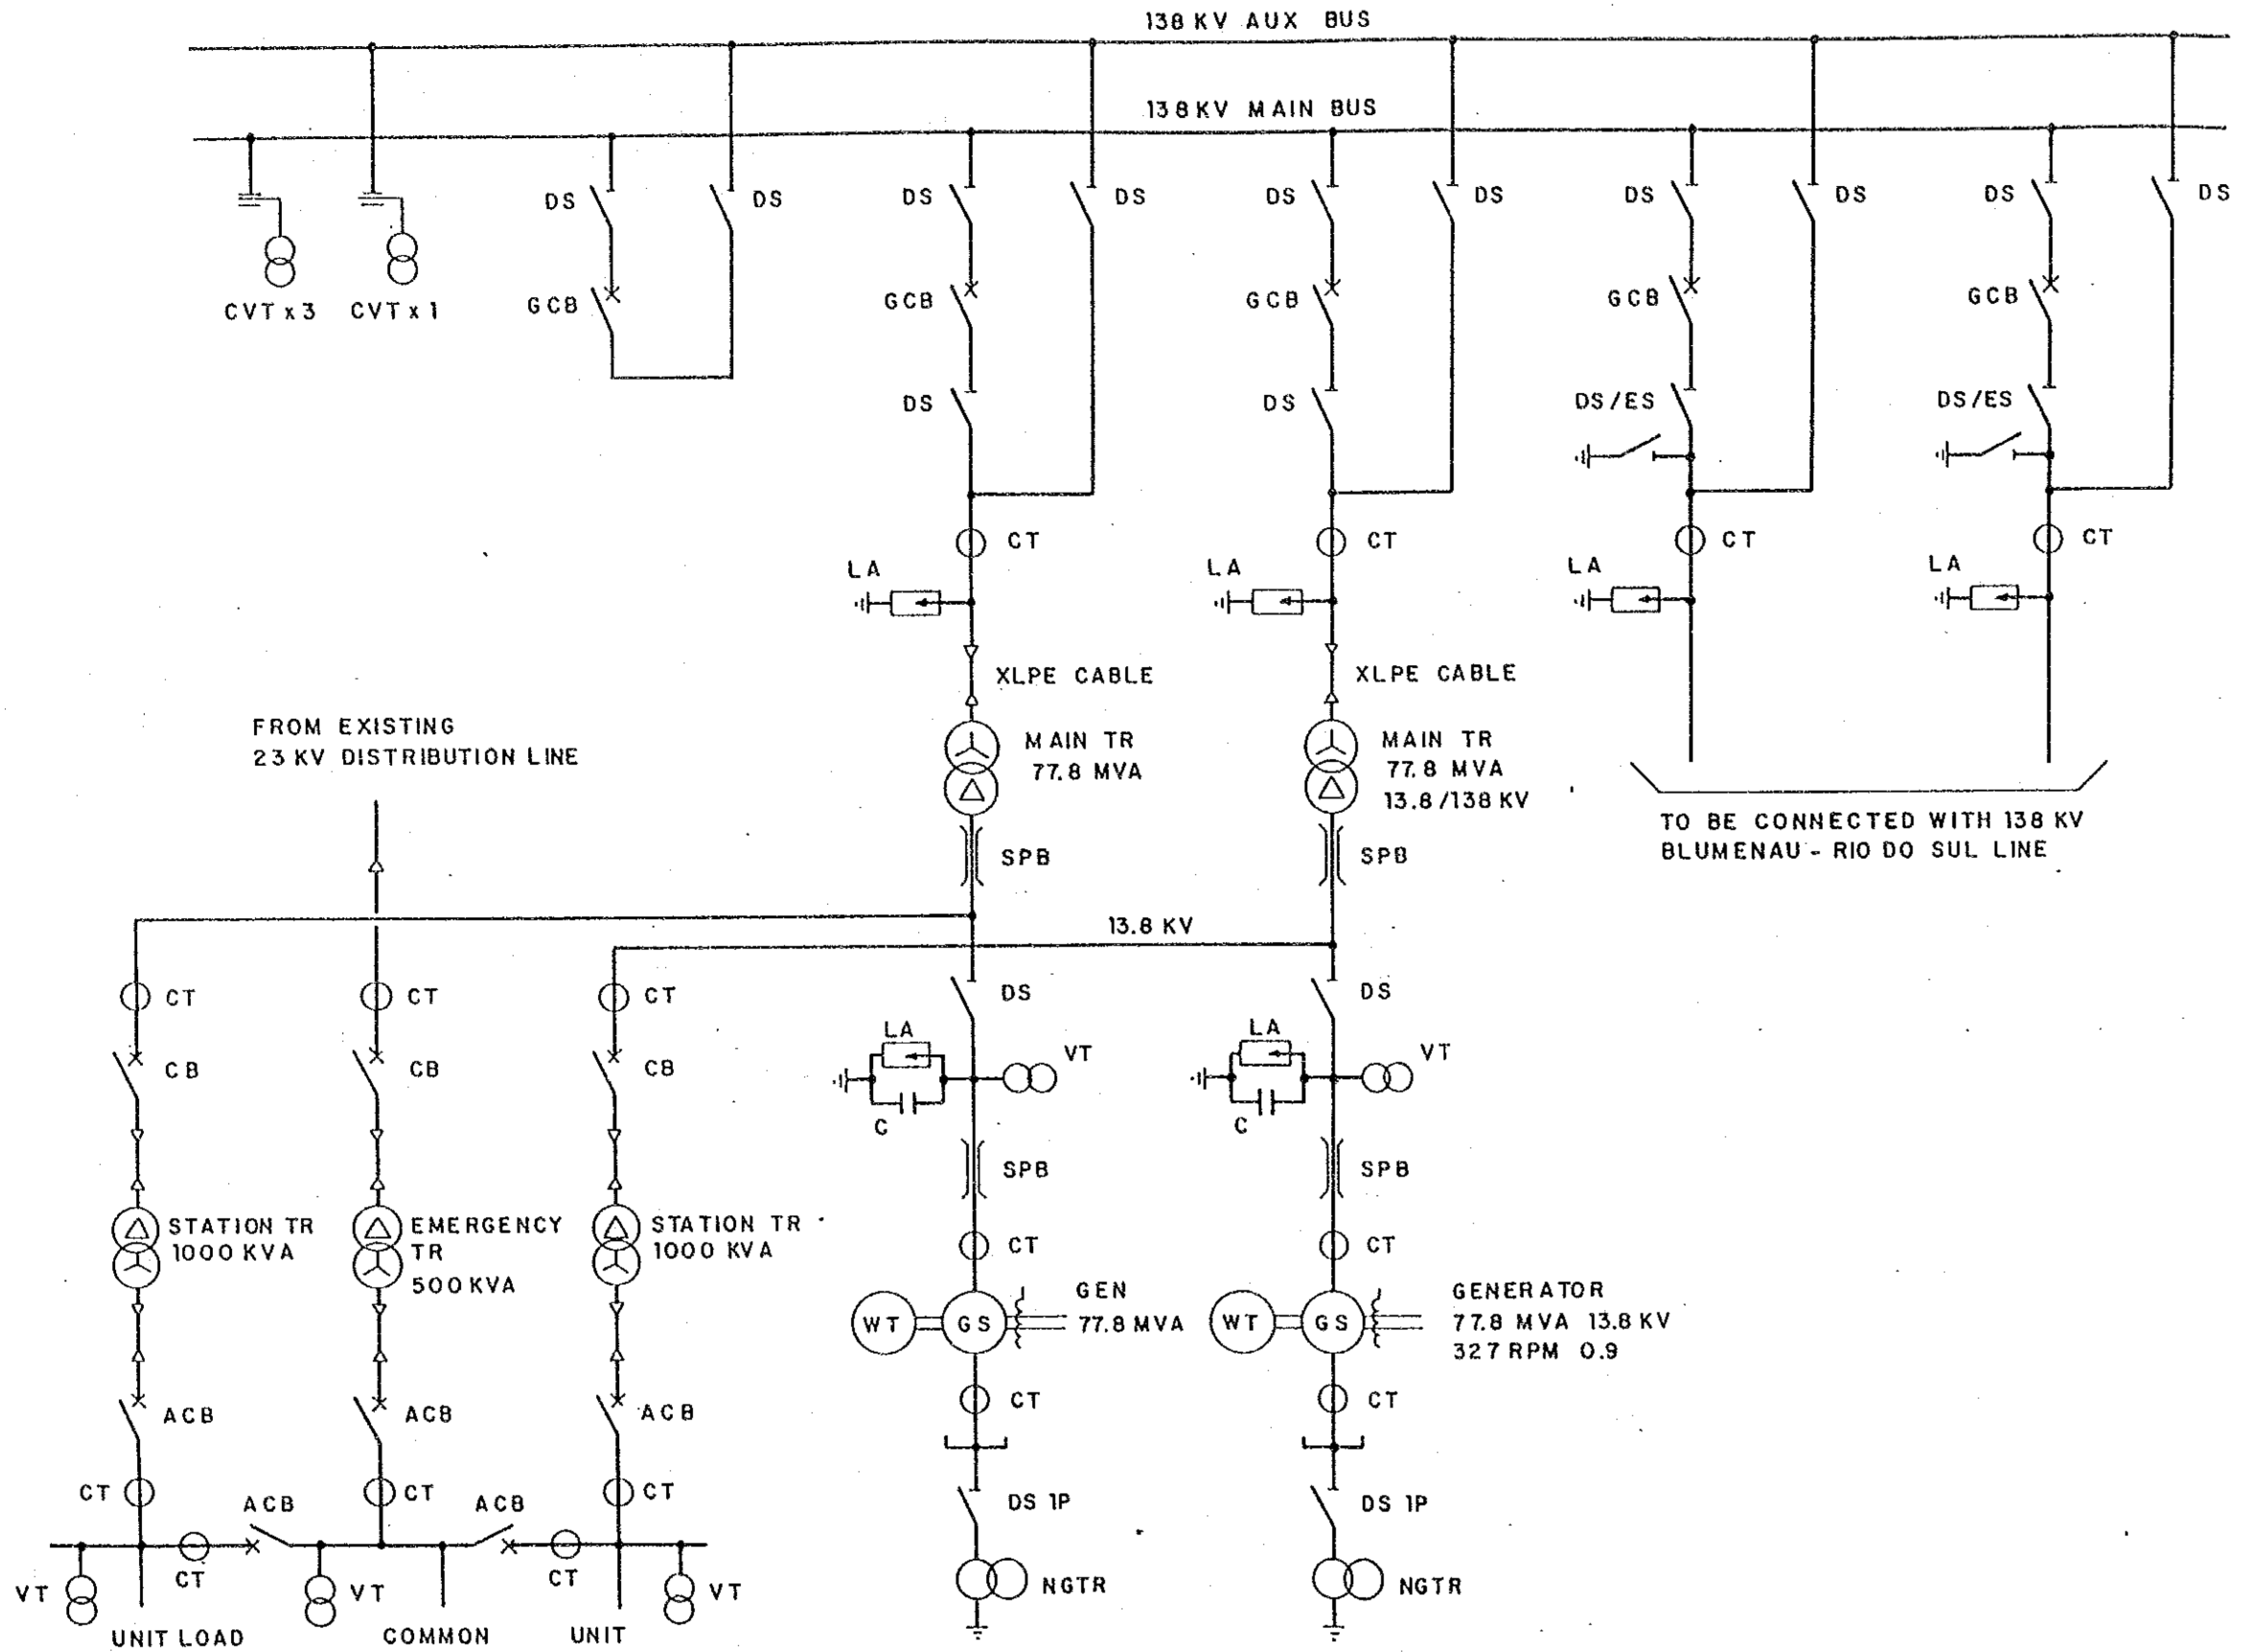 138 KV AUX BUS
138 KV MAIN BUS
DS
DS
DS
DS
DS
DS
DS
DS
DS
DS
CVT x 3
CVT x 1
GCB
GCB
GCB
GCB
GCB
DS
DS
DS/ES
DS/ES
CT
CT
CT
CT
LA
LA
LA
LA
XLPE CABLE
XLPE CABLE
FROM EXISTING
23 KV DISTRIBUTION LINE
MAIN TR
77.8 MVA
MAIN TR
77.8 MVA
13.8/138 KV
TO BE CONNECTED WITH 138 KV
BLUMENAU - RIO DO SUL LINE
SPB
SPB
13.8 KV
CT
CT
CT
DS
DS
CB
CB
CB
LA
VT
LA
VT
C
C
SPB
SPB
STATION TR
1000 KVA
EMERGENCY
TR
500 KVA
STATION TR
1000 KVA
CT
CT
WT
GS
GEN
77.8 MVA
WT
GS
GENERATOR
77.8 MVA 13.8 KV
327 RPM 0.9
ACB
ACB
ACB
CT
CT
CT
ACB
CT
ACB
CT
DS 1P
DS 1P
CT
CT
VT
VT
VT
NGTR
NGTR
UNIT LOAD
COMMON
UNIT